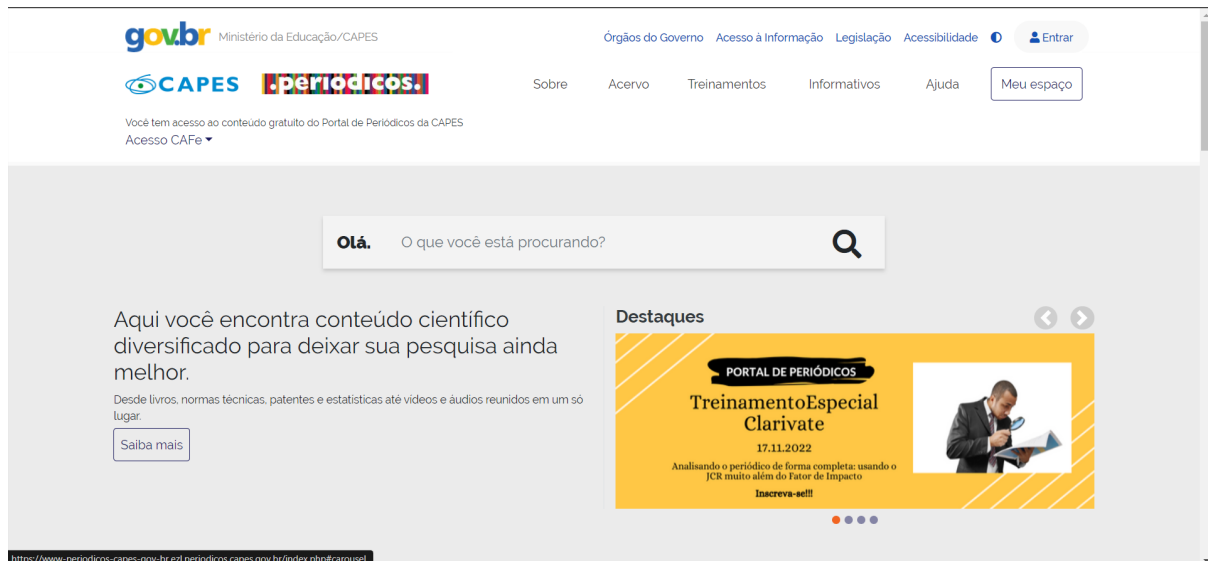 gov.br Ministério da Educação/CAPES
Órgãos do Governo Acesso à Informação Legislação Acessibilidade Entrar
CAPES .periodicos. Sobre Acervo Treinamentos Informativos Ajuda Meu espaço
Você tem acesso ao conteúdo gratuito do Portal de Periódicos da CAPES
Acesso CAFe
Olá. O que você está procurando?
Aqui você encontra conteúdo científico
diversificado para deixar sua pesquisa ainda
melhor.
Desde livros, normas técnicas, patentes e estatísticas até vídeos e áudios reunidos em um só
lugar.
Saiba mais
Destaques
PORTAL DE PERIÓDICOS
TreinamentoEspecial
Clarivate
17.11.2022
Analisando o periódico de forma completa: usando o
JCR muito além do Fator de Impacto
Inscreva-se!!!
https://www-periodicos-capes-gov-br.ezl.periodicos.capes.gov.br/index.php#carousel